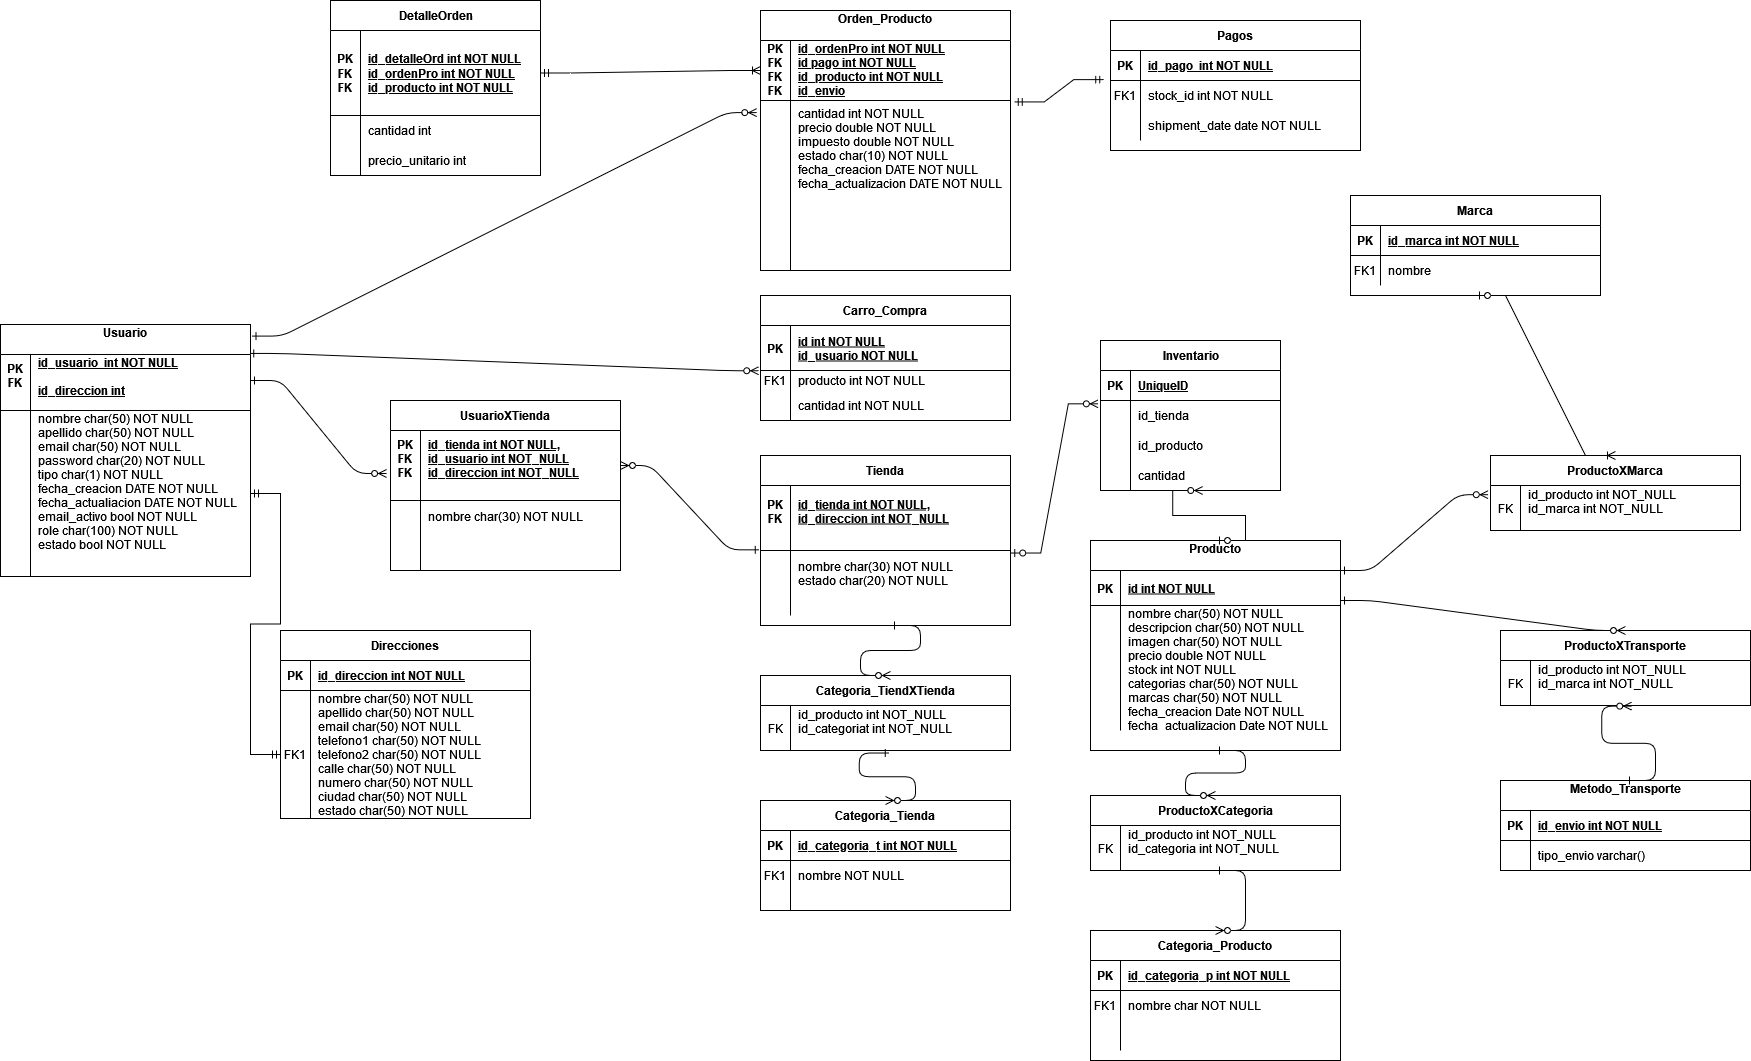 DetalleOrden
PK id_detalleOrd int NOT NULL
FK id_ordenPro int NOT NULL
FK id_producto int NOT NULL
cantidad int
precio_unitario int
Orden_Producto
PK id_ordenPro int NOT NULL
FK id pago int NOT NULL
FK id_producto int NOT NULL
FK id_envio
cantidad int NOT NULL
precio double NOT NULL
impuesto double NOT NULL
estado char(10) NOT NULL
fecha_creacion DATE NOT NULL
fecha_actualizacion DATE NOT NULL
Pagos
PK id_pago int NOT NULL
FK1 stock_id int NOT NULL
shipment_date date NOT NULL
Marca
PK id_marca int NOT NULL
FK1 nombre
Usuario
PK id_usuario int NOT NULL
FK
id_direccion int
nombre char(50) NOT NULL
apellido char(50) NOT NULL
email char(50) NOT NULL
password char(20) NOT NULL
tipo char(1) NOT NULL
fecha_creacion DATE NOT NULL
fecha_actualiacion DATE NOT NULL
email_activo bool NOT NULL
role char(100) NOT NULL
estado bool NOT NULL
Carro_Compra
PK id int NOT NULL
id_usuario NOT NULL
FK1 producto int NOT NULL
cantidad int NOT NULL
UsuarioXTienda
PK id_tienda int NOT NULL,
FK id_usuario int NOT_NULL
FK id_direccion int NOT_NULL
nombre char(30) NOT NULL
Tienda
PK id_tienda int NOT NULL,
FK id_direccion int NOT_NULL
nombre char(30) NOT NULL
estado char(20) NOT NULL
Inventario
PK UniqueID
id_tienda
id_producto
cantidad
ProductoXMarca
id_producto int NOT_NULL
FK id_marca int NOT_NULL
Producto
PK id int NOT NULL
nombre char(50) NOT NULL
descripcion char(50) NOT NULL
imagen char(50) NOT NULL
precio double NOT NULL
stock int NOT NULL
categorias char(50) NOT NULL
marcas char(50) NOT NULL
fecha_creacion Date NOT NULL
fecha_actualizacion Date NOT NULL
Direcciones
PK id_direccion int NOT NULL
nombre char(50) NOT NULL
apellido char(50) NOT NULL
email char(50) NOT NULL
telefono1 char(50) NOT NULL
FK1 telefono2 char(50) NOT NULL
calle char(50) NOT NULL
numero char(50) NOT NULL
ciudad char(50) NOT NULL
estado char(50) NOT NULL
Categoria_TiendXTienda
id_producto int NOT_NULL
FK id_categoriat int NOT_NULL
ProductoXTransporte
id_producto int NOT_NULL
FK id_marca int NOT_NULL
Categoria_Tienda
PK id_categoria_t int NOT NULL
FK1 nombre NOT NULL
ProductoXCategoria
id_producto int NOT_NULL
FK id_categoria int NOT_NULL
Metodo_Transporte
PK id_envio int NOT NULL
tipo_envio varchar()
Categoria_Producto
PK id_categoria_p int NOT NULL
FK1 nombre char NOT NULL